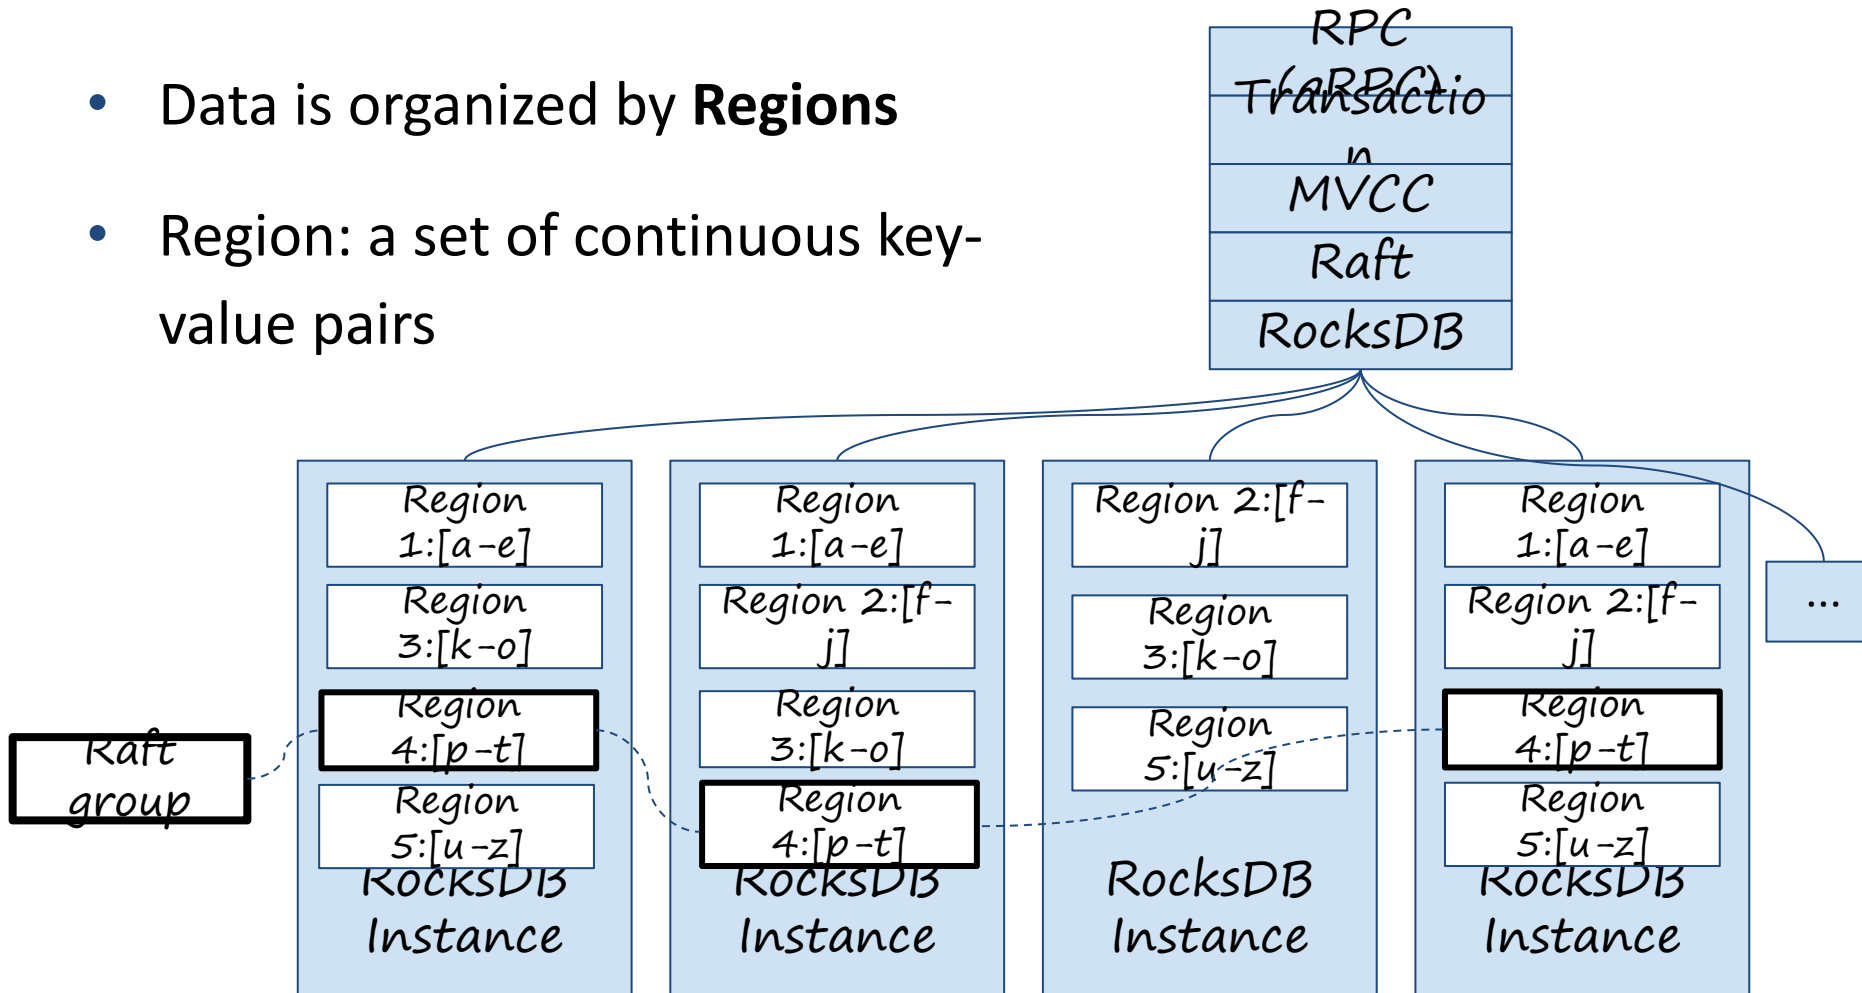 • Data is organized by Regions
• Region: a set of continuous key-
value pairs
RPC
(gRPC)
Transactio
n
MVCC
Raft
RocksDB
Region
1:[a-e]
Region
3:[k-o]
Region
4:[p-t]
Region
5:[u-z]
RocksDB
Instance
Region
1:[a-e]
Region 2:[f-
j]
Region
3:[k-o]
Region
4:[p-t]
RocksDB
Instance
Region 2:[f-
j]
Region
3:[k-o]
Region
5:[u-z]
RocksDB
Instance
Region
1:[a-e]
Region 2:[f-
j]
Region
4:[p-t]
Region
5:[u-z]
RocksDB
Instance
...
Raft
group